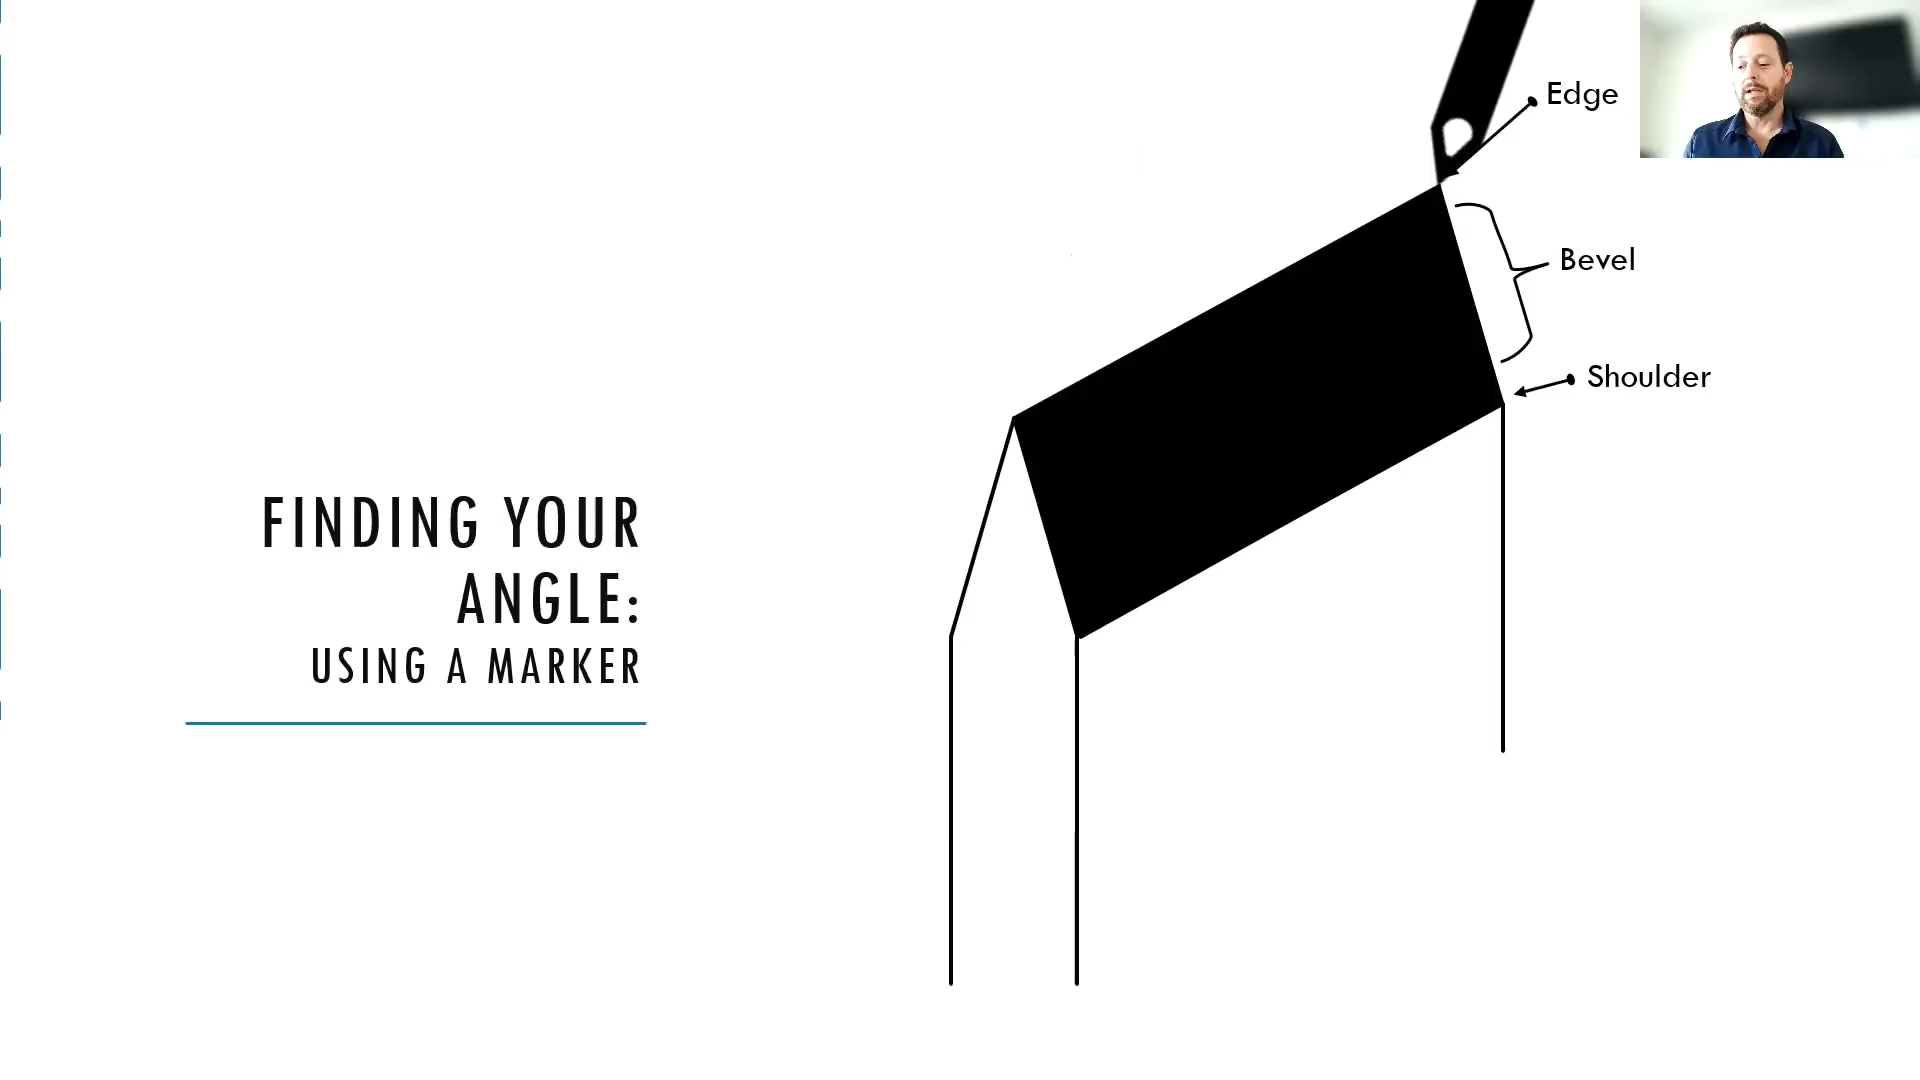 Edge
Bevel
Shoulder
FINDING YOUR
ANGLE:
USING A MARKER